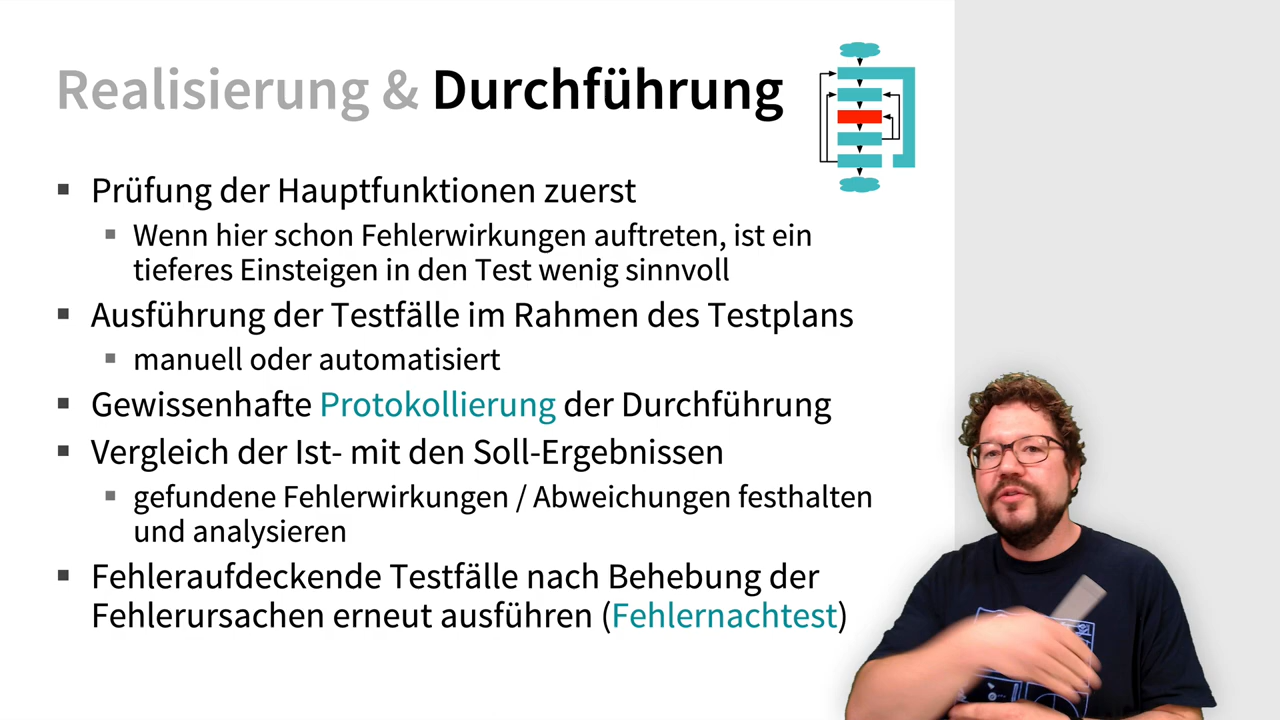 Realisierung & Durchführung
Prüfung der Hauptfunktionen zuerst
Wenn hier schon Fehlerwirkungen auftreten, ist ein
tieferes Einsteigen in den Test wenig sinnvoll
Ausführung der Testfälle im Rahmen des Testplans
manuell oder automatisiert
Gewissenhafte Protokollierung der Durchführung
Vergleich der Ist- mit den Soll-Ergebnissen
gefundene Fehlerwirkungen / Abweichungen festhalten
und analysieren
Fehleraufdeckende Testfälle nach Behebung der
Fehlerursachen erneut ausführen (Fehlernachtest)